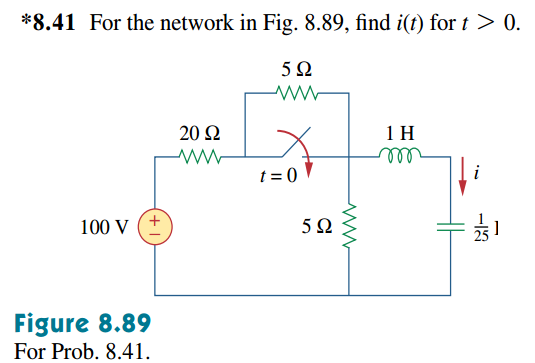 *8.41 For the network in Fig. 8.89, find i(t) for t > 0.
5 Ω
20 Ω
1 H
t = 0
i
100 V
+
−
5 Ω
1/25
Figure 8.89
For Prob. 8.41.